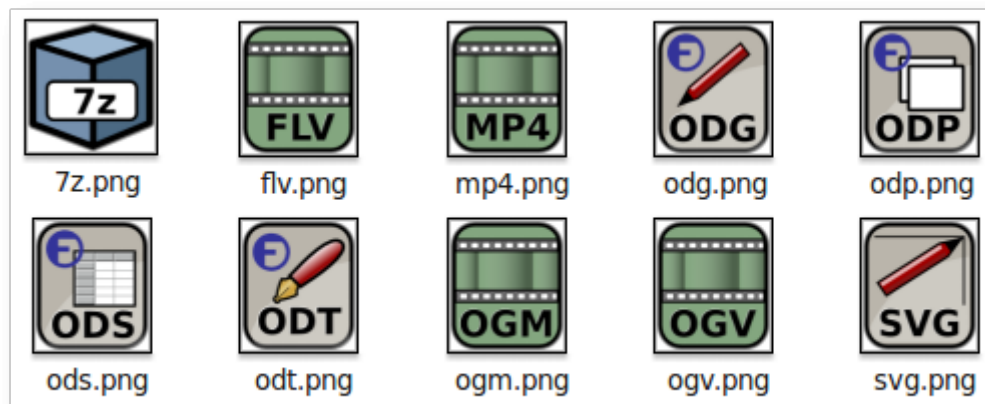 7z FLV MP4 ODG ODP
7z.png flv.png mp4.png odg.png odp.png
ODS ODT OGM OGV SVG
ods.png odt.png ogm.png ogv.png svg.png